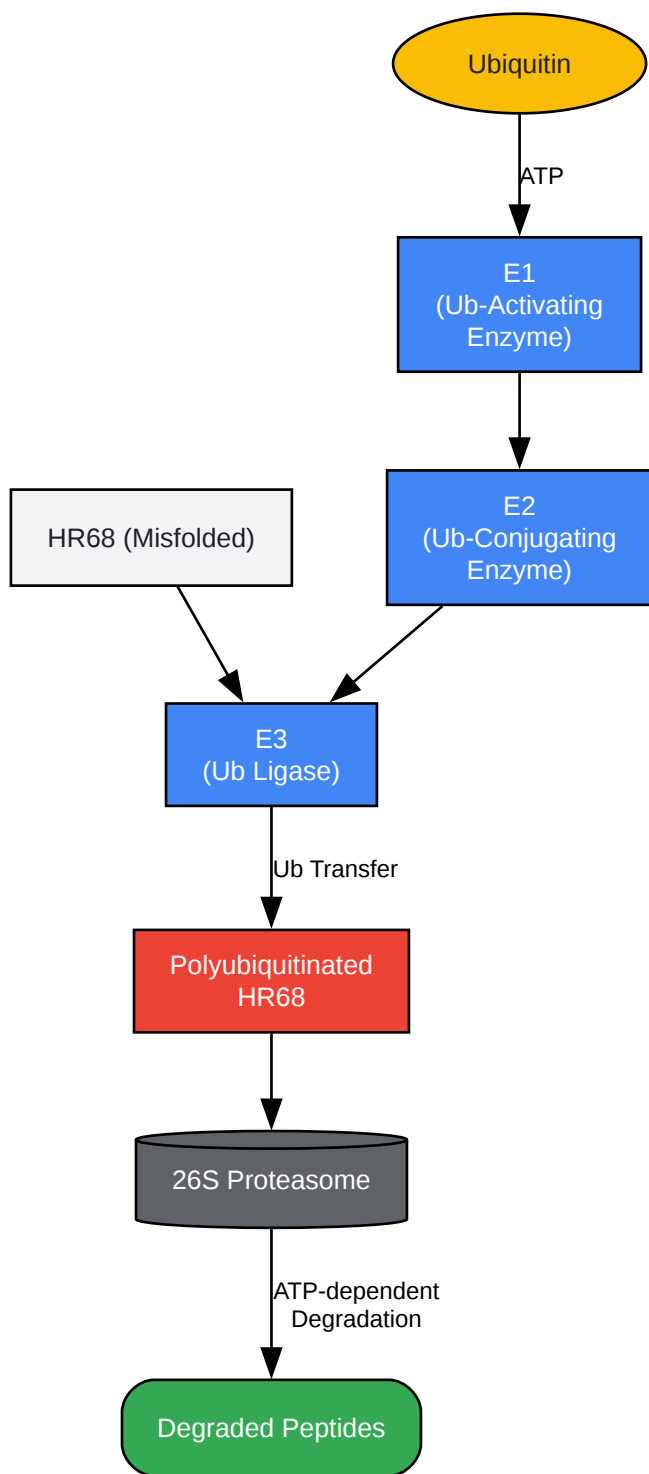 Ubiquitin
ATP
E1
(Ub-Activating
Enzyme)
E2
(Ub-Conjugating
Enzyme)
HR68 (Misfolded)
E3
(Ub Ligase)
Ub Transfer
Polyubiquitinated
HR68
26S Proteasome
ATP-dependent
Degradation
Degraded Peptides